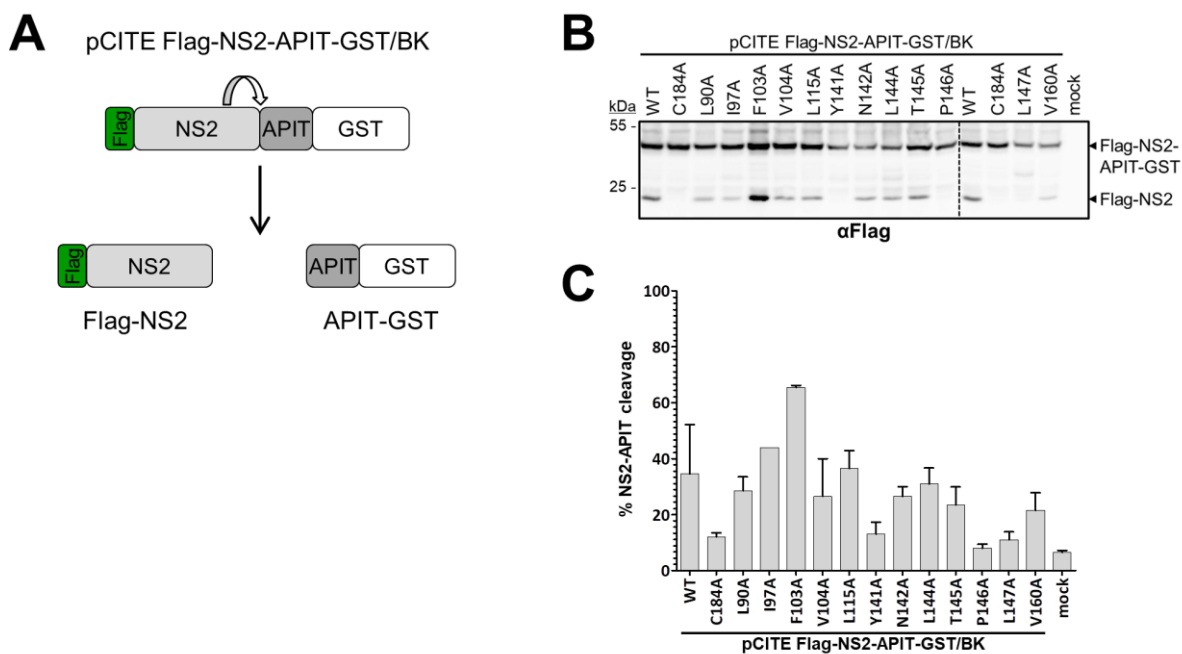 A
pCITE Flag-NS2-APIT-GST/BK
Flag
NS2
APIT
GST
Flag
NS2
APIT
GST
Flag-NS2
APIT-GST
B
pCITE Flag-NS2-APIT-GST/BK
kDa
WT
C184A
L90A
I97A
F103A
V104A
L115A
Y141A
N142A
L144A
T145A
P146A
WT
C184A
L147A
V160A
mock
55 -
25 -
Flag-NS2-
APIT-GST
Flag-NS2
αFlag
C
% NS2-APIT cleavage
100
80
60
40
20
0
WT
C184A
L90A
I97A
F103A
V104A
L115A
Y141A
N142A
L144A
T145A
P146A
L147A
V160A
mock
pCITE Flag-NS2-APIT-GST/BK